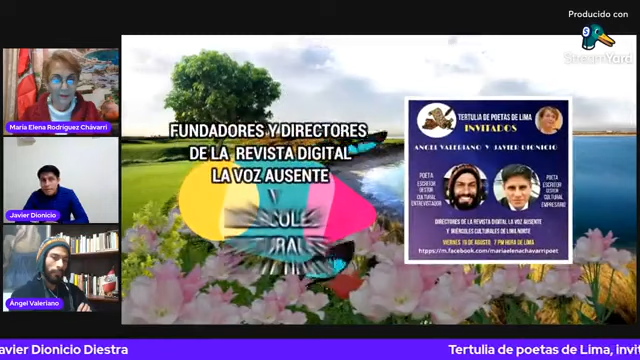 Producido con
StreamYard
María Elena Rodríguez Chávarri
Javier Dionicio
Ángel Valeriano
FUNDADORES Y DIRECTORES
DE LA REVISTA DIGITAL
LA VOZ AUSENTE
Y
TERTULIA DE POETAS DE LIMA
INVITADOS
ANGEL VALERIANO Y JAVIER DIONICIO
POETA
ESCRITOR
GESTOR
CULTURAL
ENTREVISTADOR
POETA
ESCRITOR
GESTOR
CULTURAL
EMPRESARIO
DIRECTORES DE LA REVISTA DIGITAL LA VOZ AUSENTE
Y MIÉRCOLES CULTURALES DE LIMA NORTE
VIERNES 19 DE AGOSTO, 7 PM HORA DE LIMA
https://m.facebook.com/mariaelenachavarripoet
avier Dionicio Diestra
Tertulia de poetas de Lima, invit